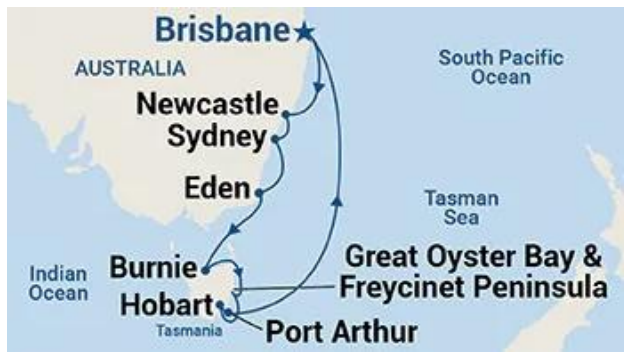 Brisbane
AUSTRALIA
South Pacific
Ocean
Newcastle
Sydney
Eden
Tasman
Sea
Burnie
Great Oyster Bay &
Freycinet Peninsula
Indian
Ocean
Hobart
Tasmania
Port Arthur